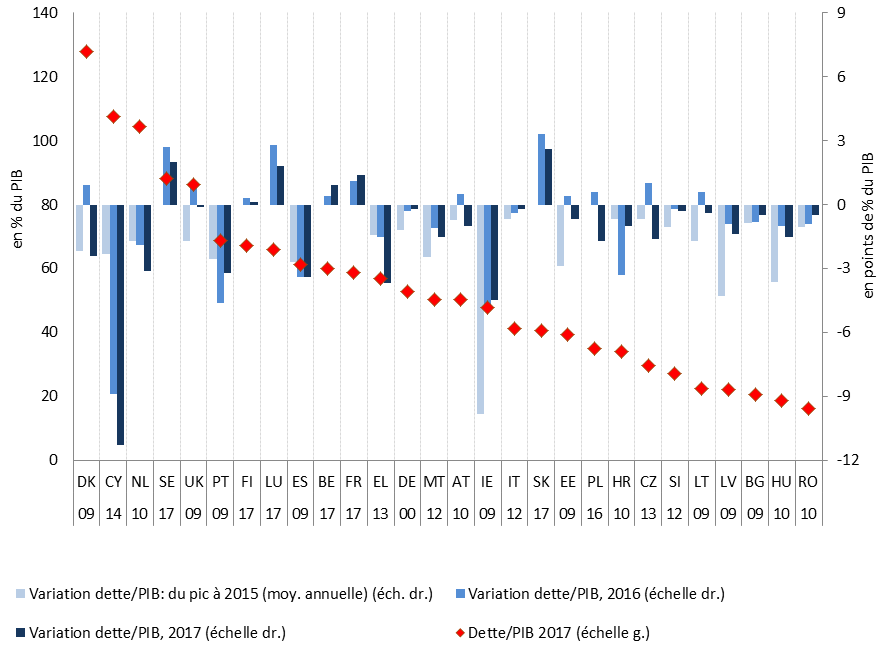 140
120
100
80
60
40
20
0
en % du PIB
9
6
3
0
-3
-6
-9
-12
en points de % du PIB
DK CY NL SE UK PT FI LU ES BE FR EL DE MT AT IE IT SK EE PL HR CZ SI LT LV BG HU RO
09 14 10 17 09 09 17 17 09 17 17 13 00 12 10 09 12 17 09 16 10 13 12 09 09 09 10 10
Variation dette/PIB: du pic à 2015 (moy. annuelle) (éch. dr.)
Variation dette/PIB, 2016 (échelle dr.)
Variation dette/PIB, 2017 (échelle dr.)
Dette/PIB 2017 (échelle g.)